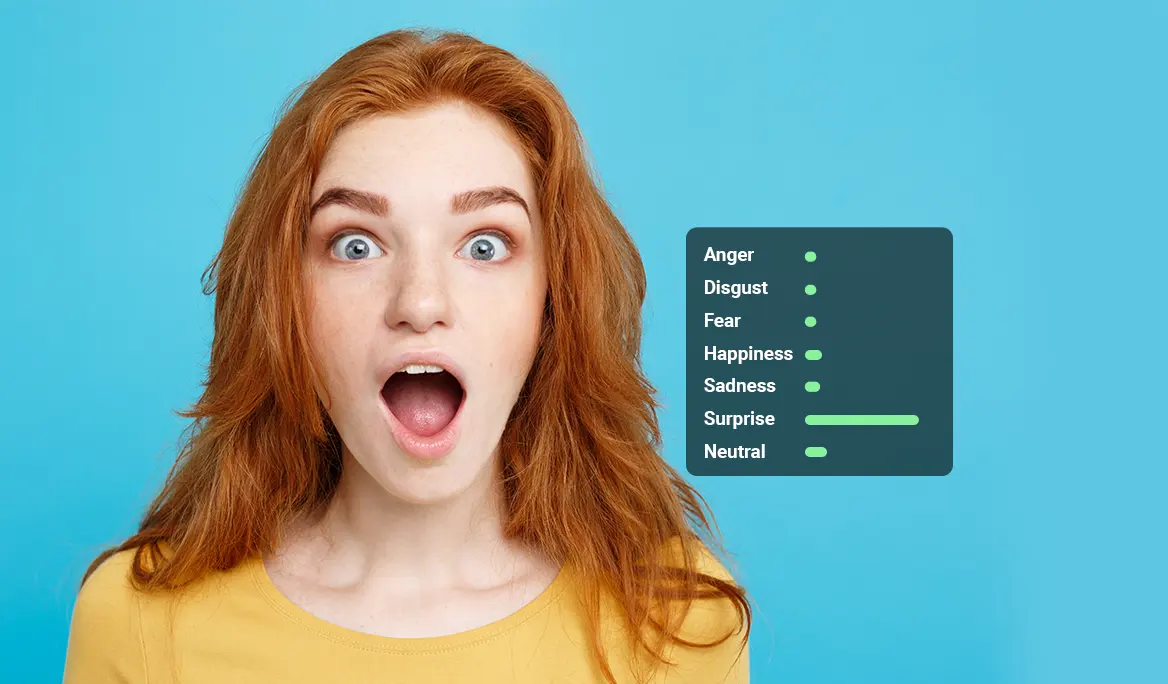 Anger
Disgust
Fear
Happiness
Sadness
Surprise
Neutral